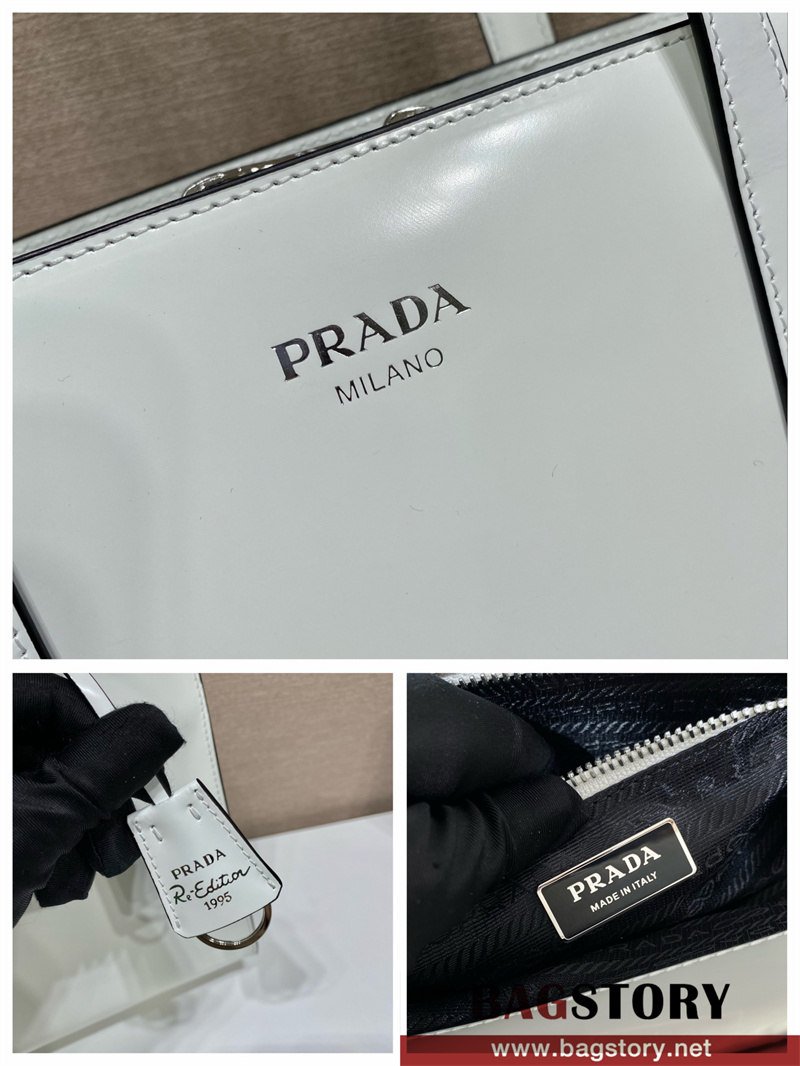 PRADA
MILANO
PRADA
Re-Edition
1995
PRADA
MADE IN ITALY
BAGSTORY
www.bagstory.net